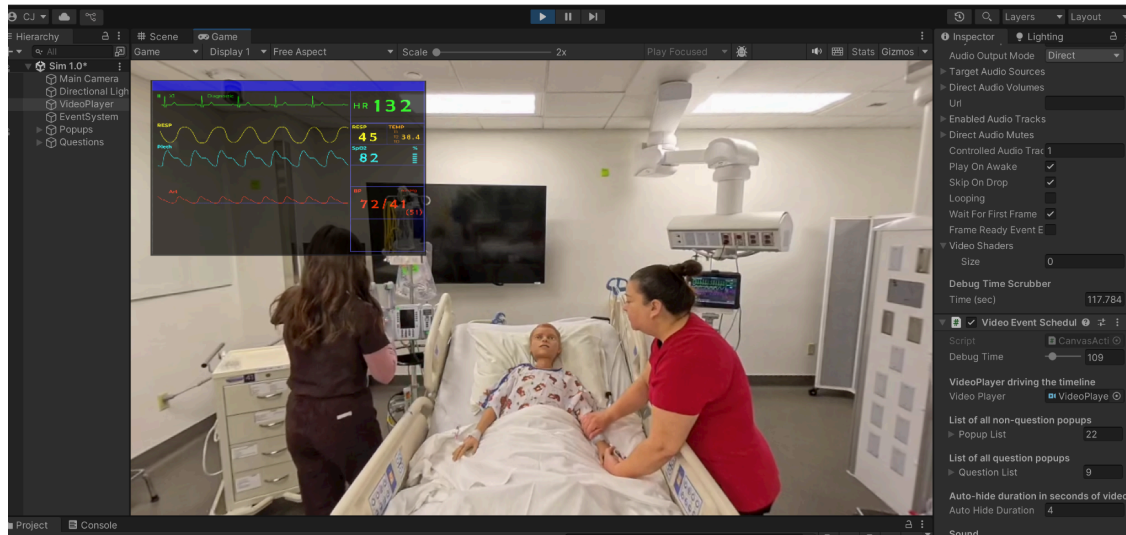 CJ
Layers
Layout
Hierarchy
Scene
Game
Inspector
Lighting
All
Game
Display 1
Free Aspect
Scale
2x
Play Focused
Stats
Gizmos
Sim 1.0*
Main Camera
Directional Ligh
VideoPlayer
EventSystem
Popups
Questions
Diagnostic
HR 132
RESP
RESP
TEMP
45
38.4
Pleth
SpO2
%
82
Art
BP
72/41
(51)
Audio Output Mode
Direct
Target Audio Sources
Direct Audio Volumes
Url
Enabled Audio Tracks
Direct Audio Mutes
Controlled Audio Trac
1
Play On Awake
Skip On Drop
Looping
Wait For First Frame
Frame Ready Event E
Video Shaders
Size
0
Debug Time Scrubber
Time (sec)
117.784
Video Event Schedul
Script
CanvasActi
Debug Time
109
VideoPlayer driving the timeline
Video Player
VideoPlaye
List of all non-question popups
Popup List
22
List of all question popups
Question List
9
Auto-hide duration in seconds of video
Auto Hide Duration
4
Sound
Project
Console